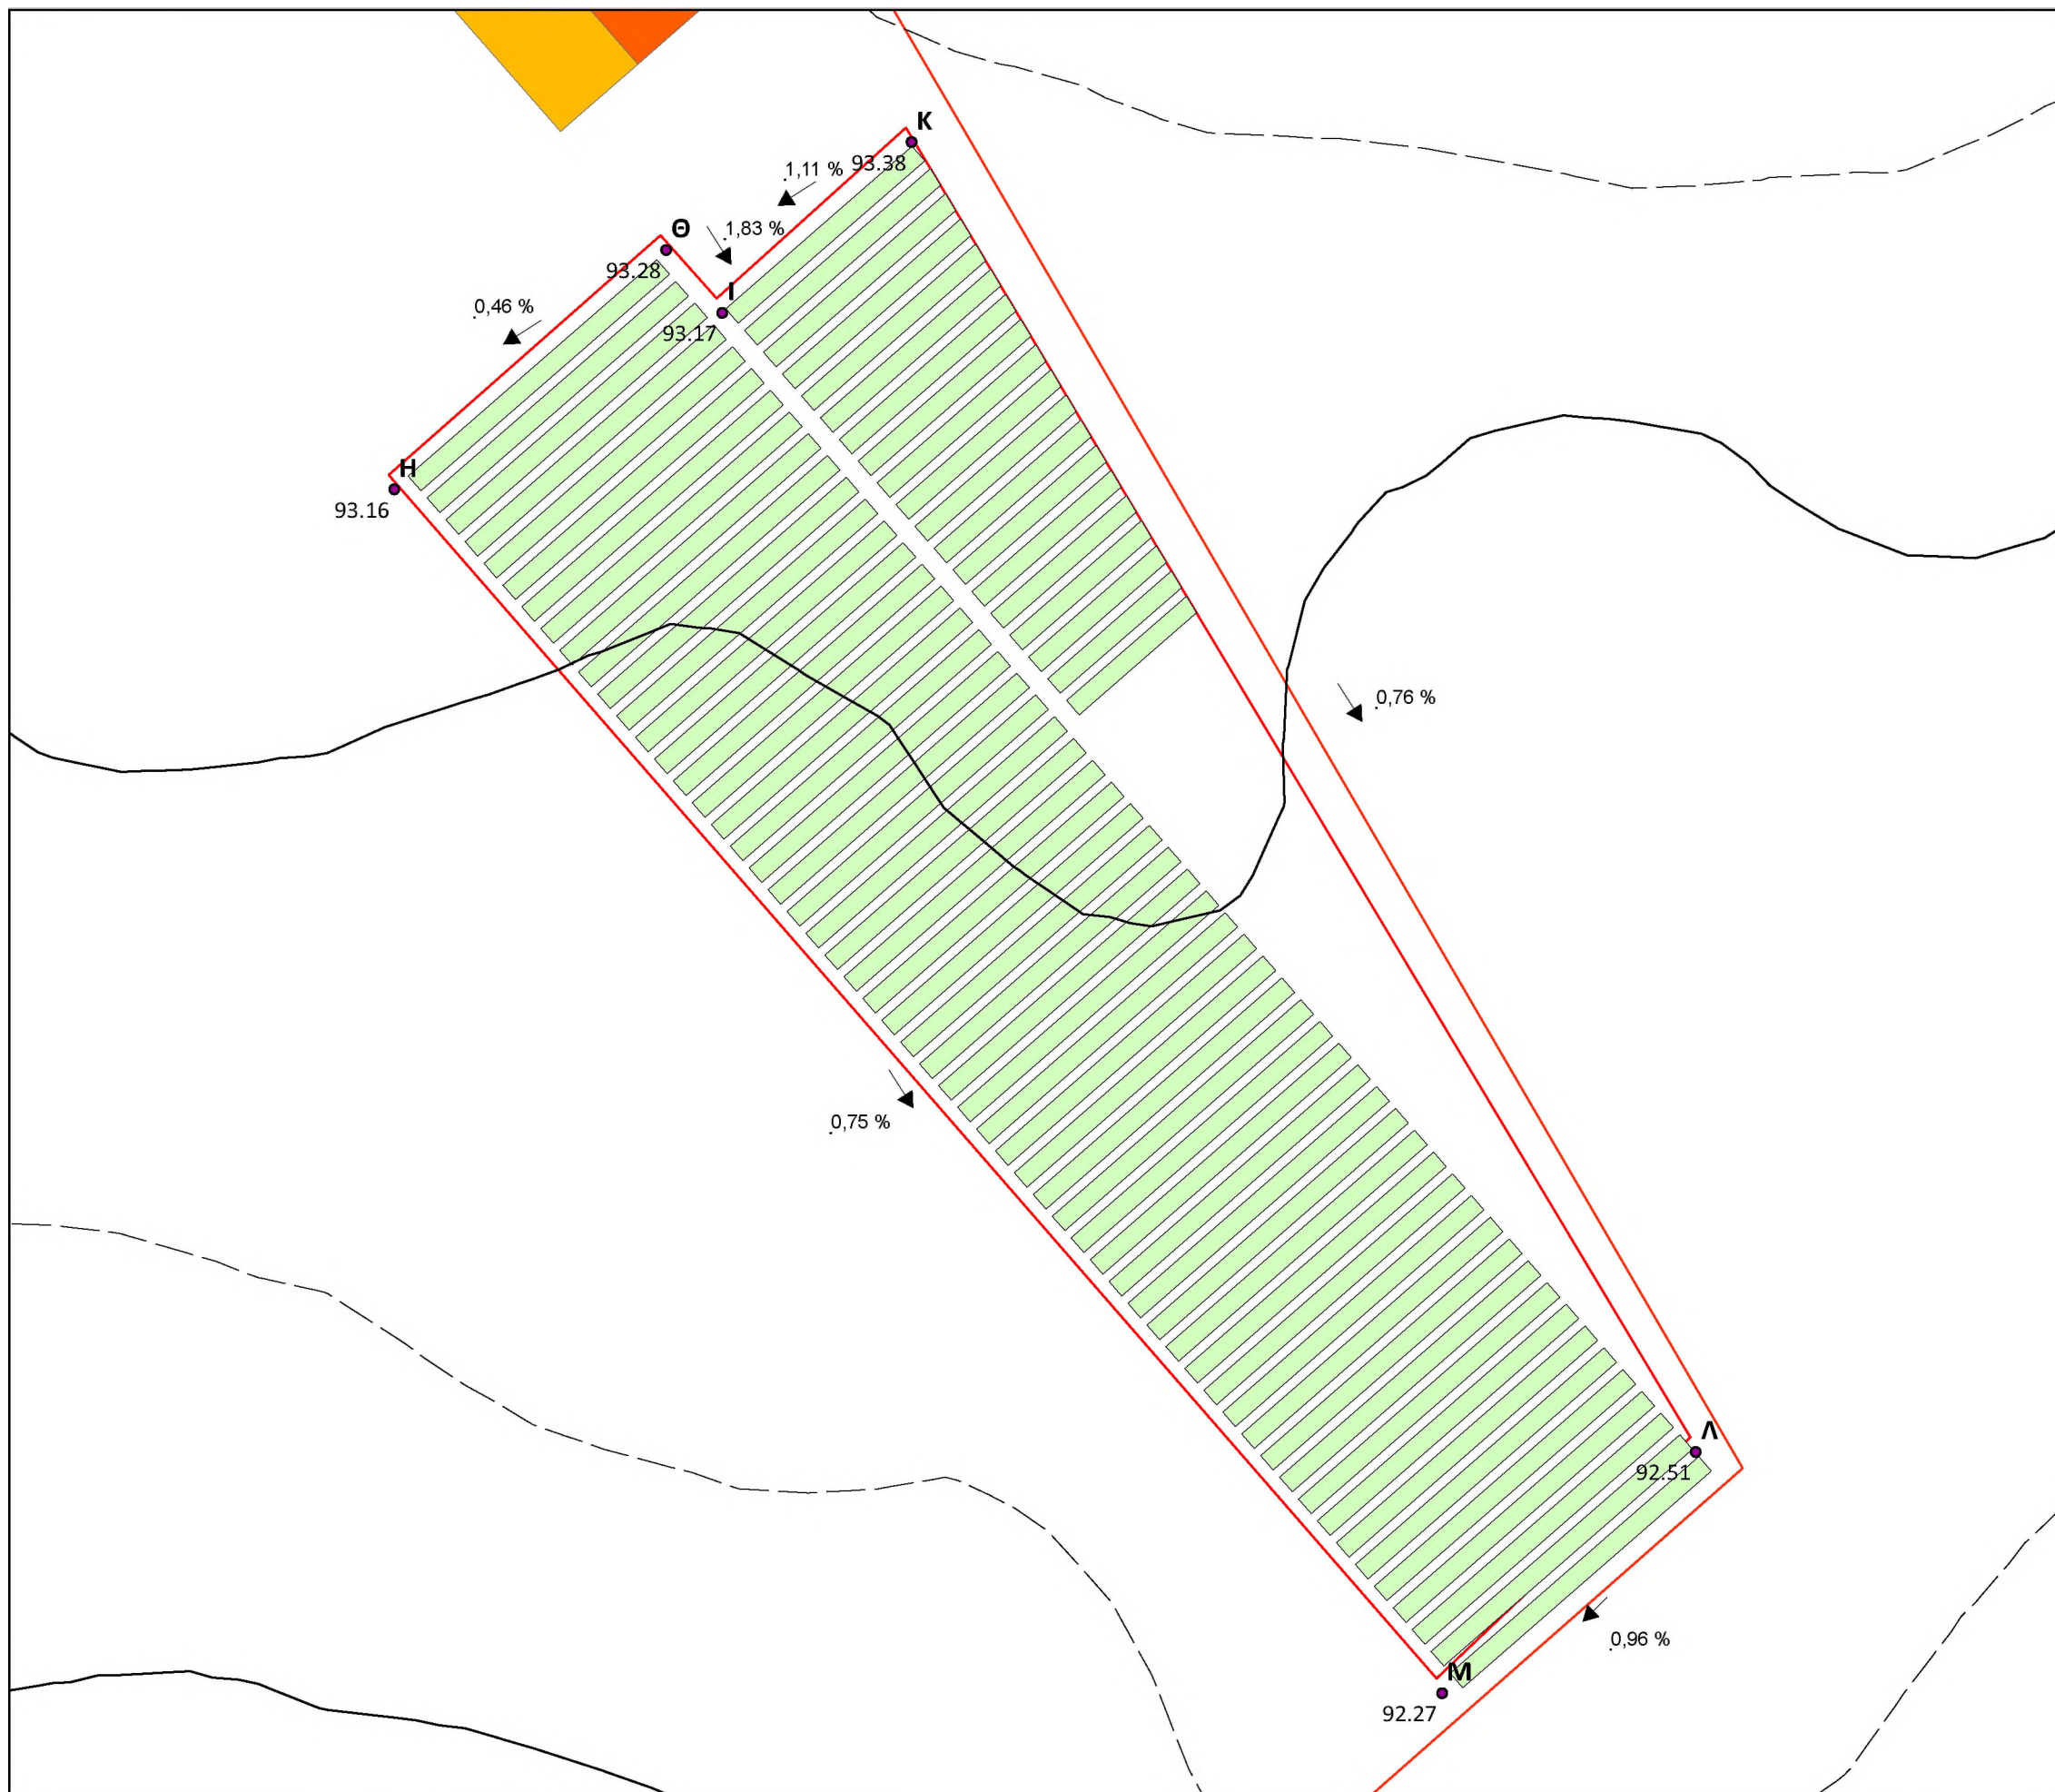 Κ
1,11 %
93.38
Θ
1,83 %
93.28
Ι
0,46 %
93.17
Η
93.16
0,76 %
0,75 %
Λ
92.51
0,96 %
Μ
92.27